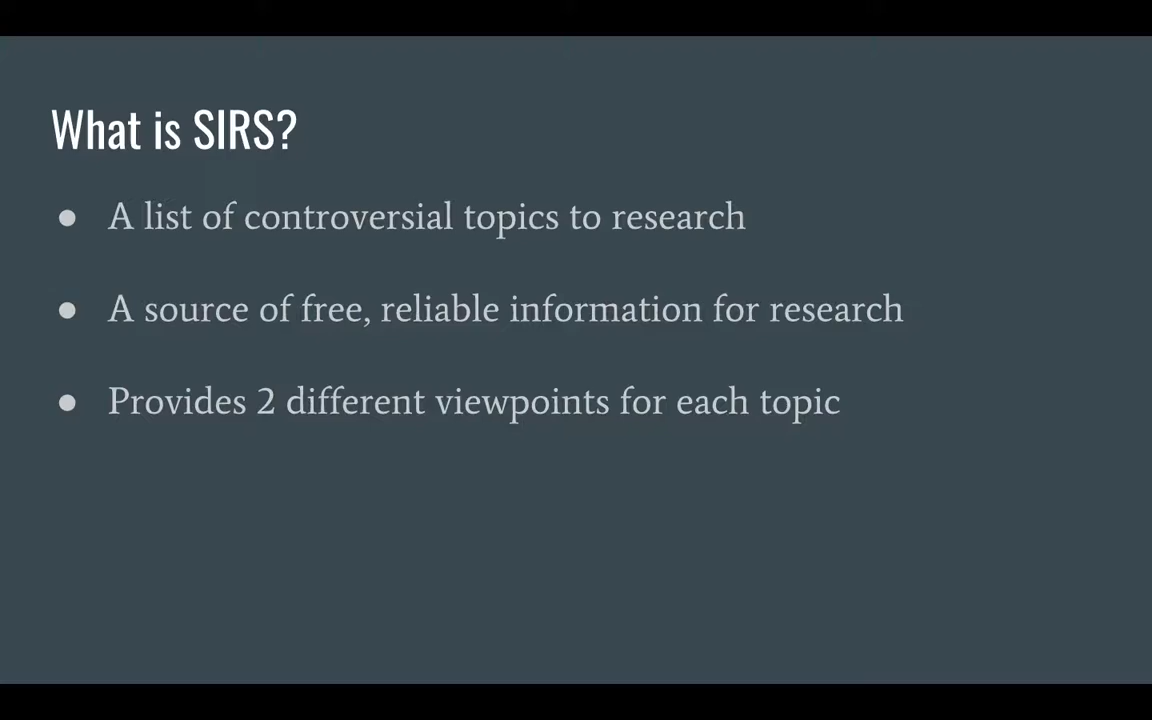 What is SIRS?
● A list of controversial topics to research
● A source of free, reliable information for research
● Provides 2 different viewpoints for each topic